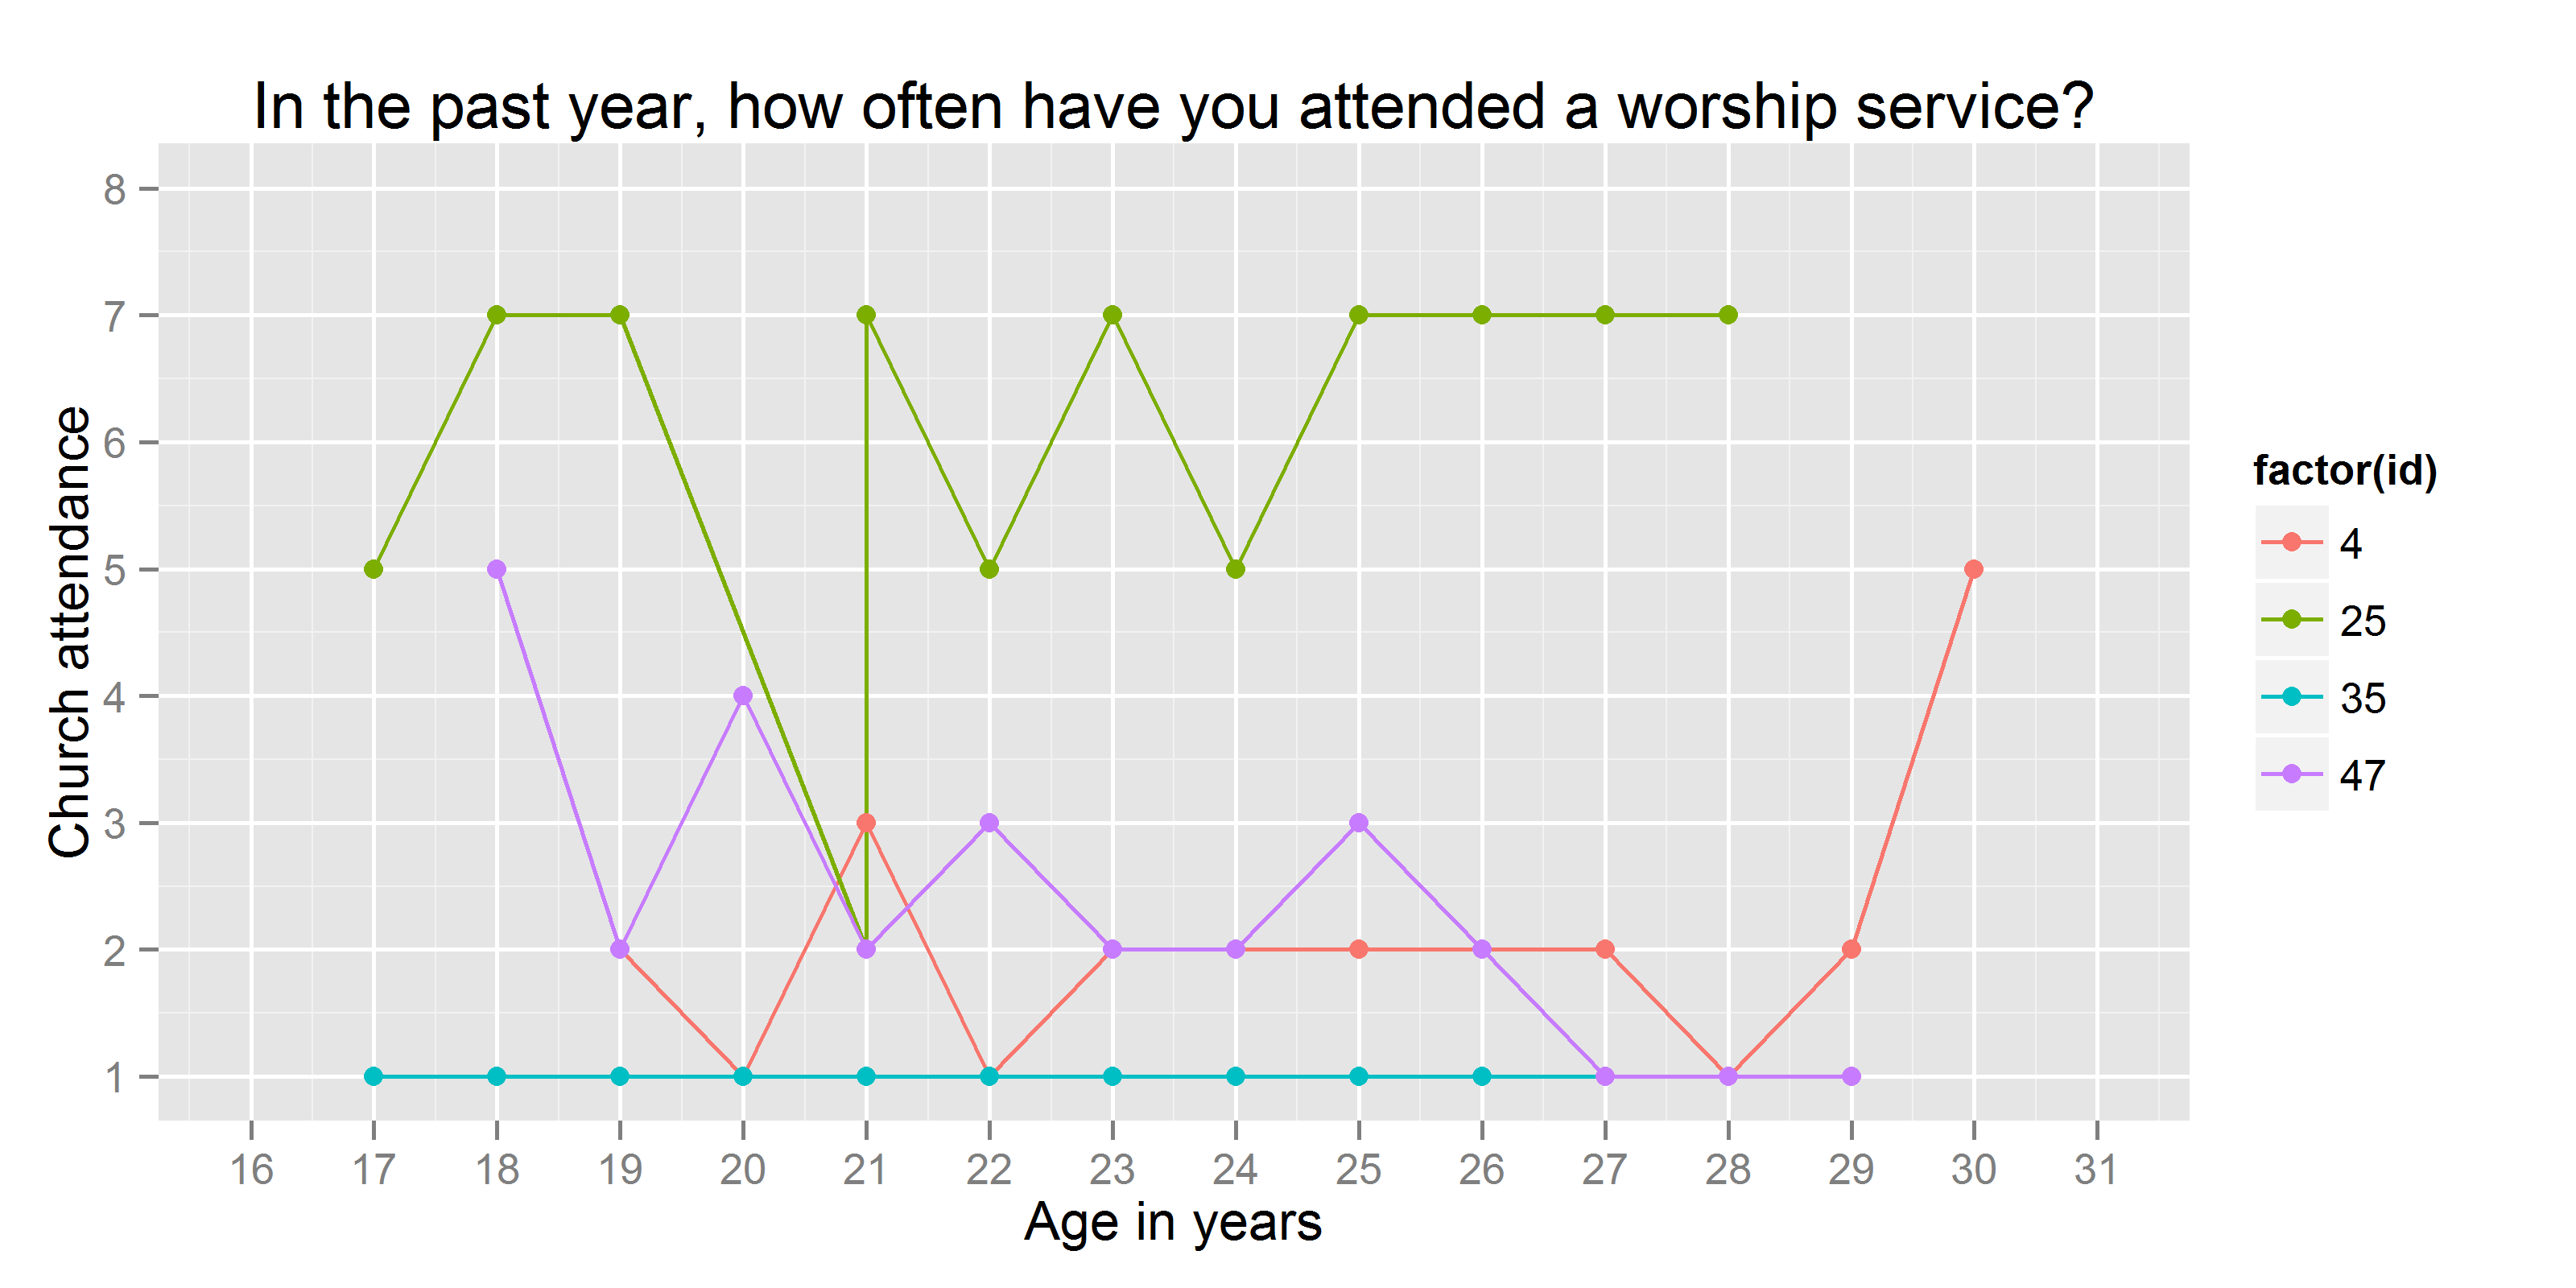 In the past year, how often have you attended a worship service?
Church attendance
8
7
6
5
4
3
2
1
16 17 18 19 20 21 22 23 24 25 26 27 28 29 30 31
Age in years
factor(id)
4
25
35
47